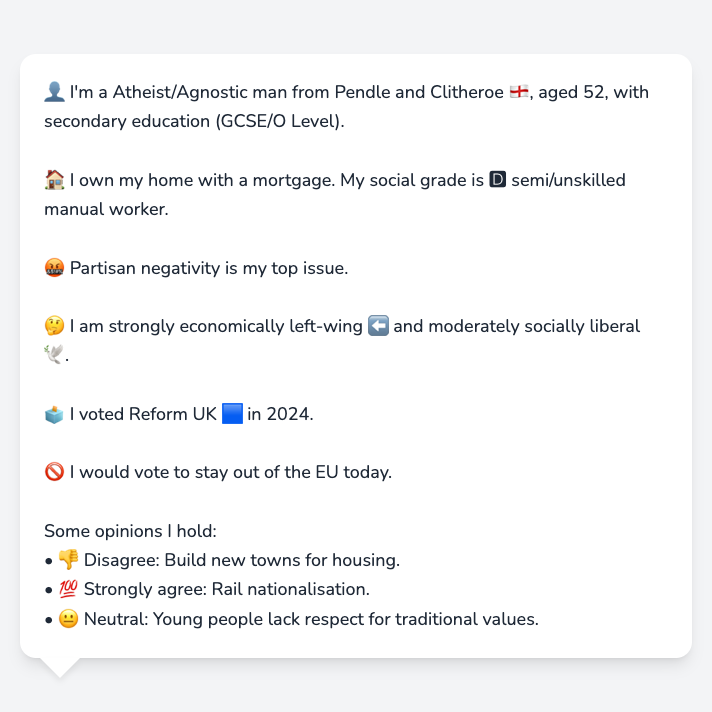 👤 I'm a Atheist/Agnostic man from Pendle and Clitheroe 🏴󠁧󠁢󠁥󠁮󠁧󠁿, aged 52, with
secondary education (GCSE/O Level).
🏠 I own my home with a mortgage. My social grade is 🅳 semi/unskilled
manual worker.
🤬 Partisan negativity is my top issue.
🤔 I am strongly economically left-wing ⬅️ and moderately socially liberal
🕊️.
🗳️ I voted Reform UK 🟦 in 2024.
🚫 I would vote to stay out of the EU today.
Some opinions I hold:
• 👎 Disagree: Build new towns for housing.
• 💯 Strongly agree: Rail nationalisation.
• 😐 Neutral: Young people lack respect for traditional values.